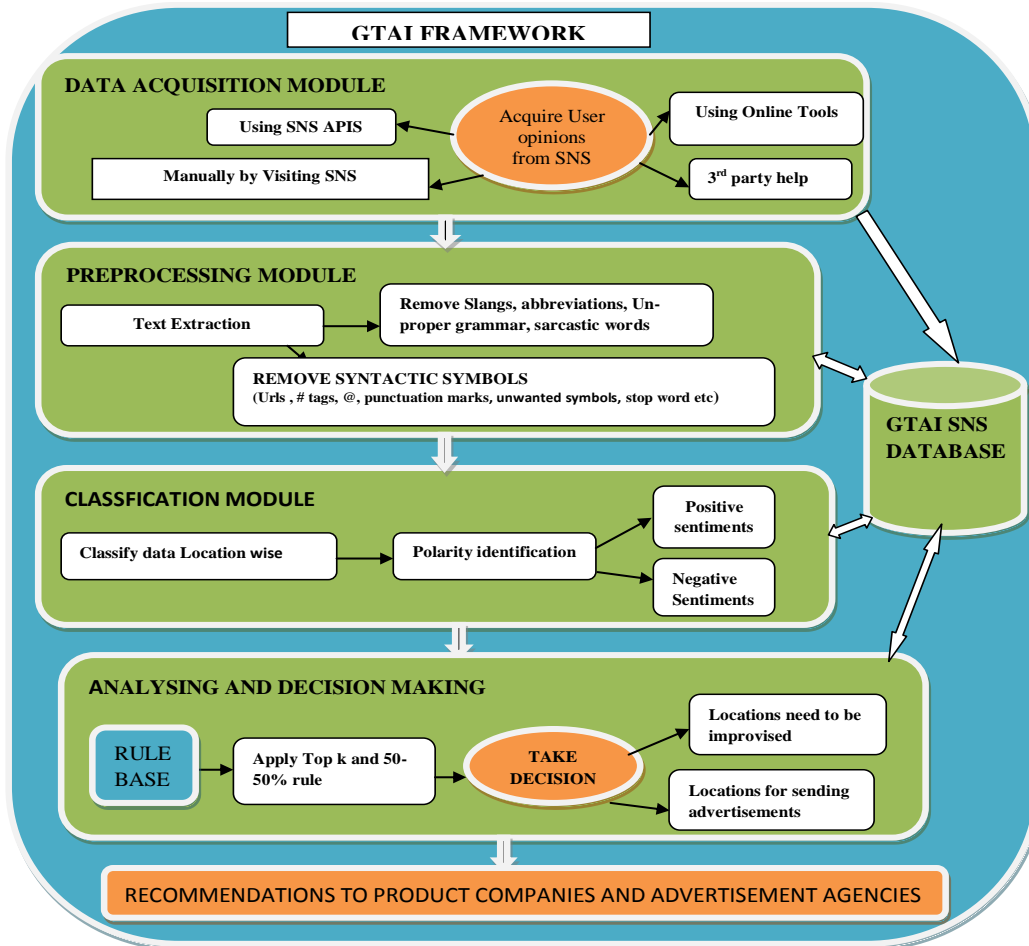 GTAI FRAMEWORK
DATA ACQUISITION MODULE
Acquire User
opinions
from SNS
Using SNS APIS
Using Online Tools
Manually by Visiting SNS
3rd party help
PREPROCESSING MODULE
Text Extraction
Remove Slangs, abbreviations, Un-
proper grammar, sarcastic words
REMOVE SYNTACTIC SYMBOLS
(Urls , # tags, @, punctuation marks, unwanted symbols, stop word etc)
GTAI SNS
DATABASE
CLASSFICATION MODULE
Classify data Location wise
Polarity identification
Positive
sentiments
Negative
Sentiments
ANALYSING AND DECISION MAKING
RULE
BASE
Apply Top k and 50-
50% rule
TAKE
DECISION
Locations need to be
improvised
Locations for sending
advertisements
RECOMMENDATIONS TO PRODUCT COMPANIES AND ADVERTISEMENT AGENCIES